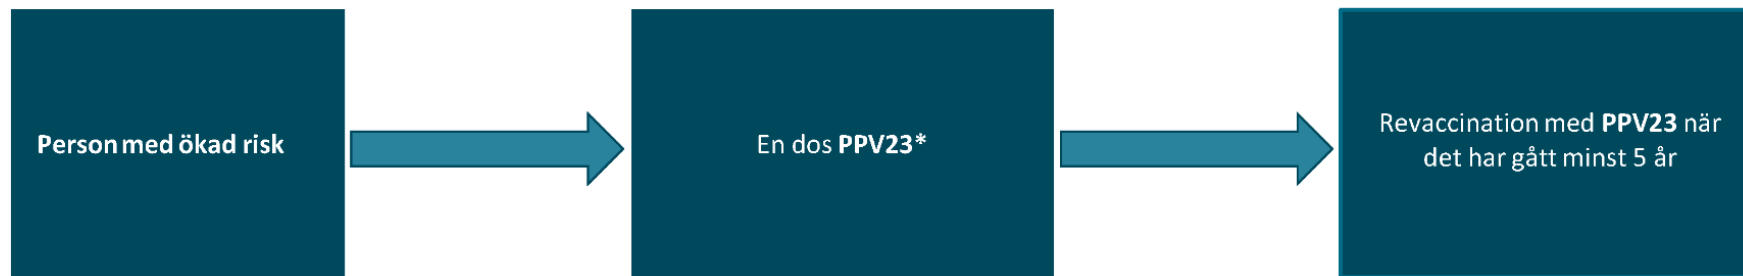 Person med ökad risk
En dos PPV23*
Revaccination med PPV23 när
det har gått minst 5 år